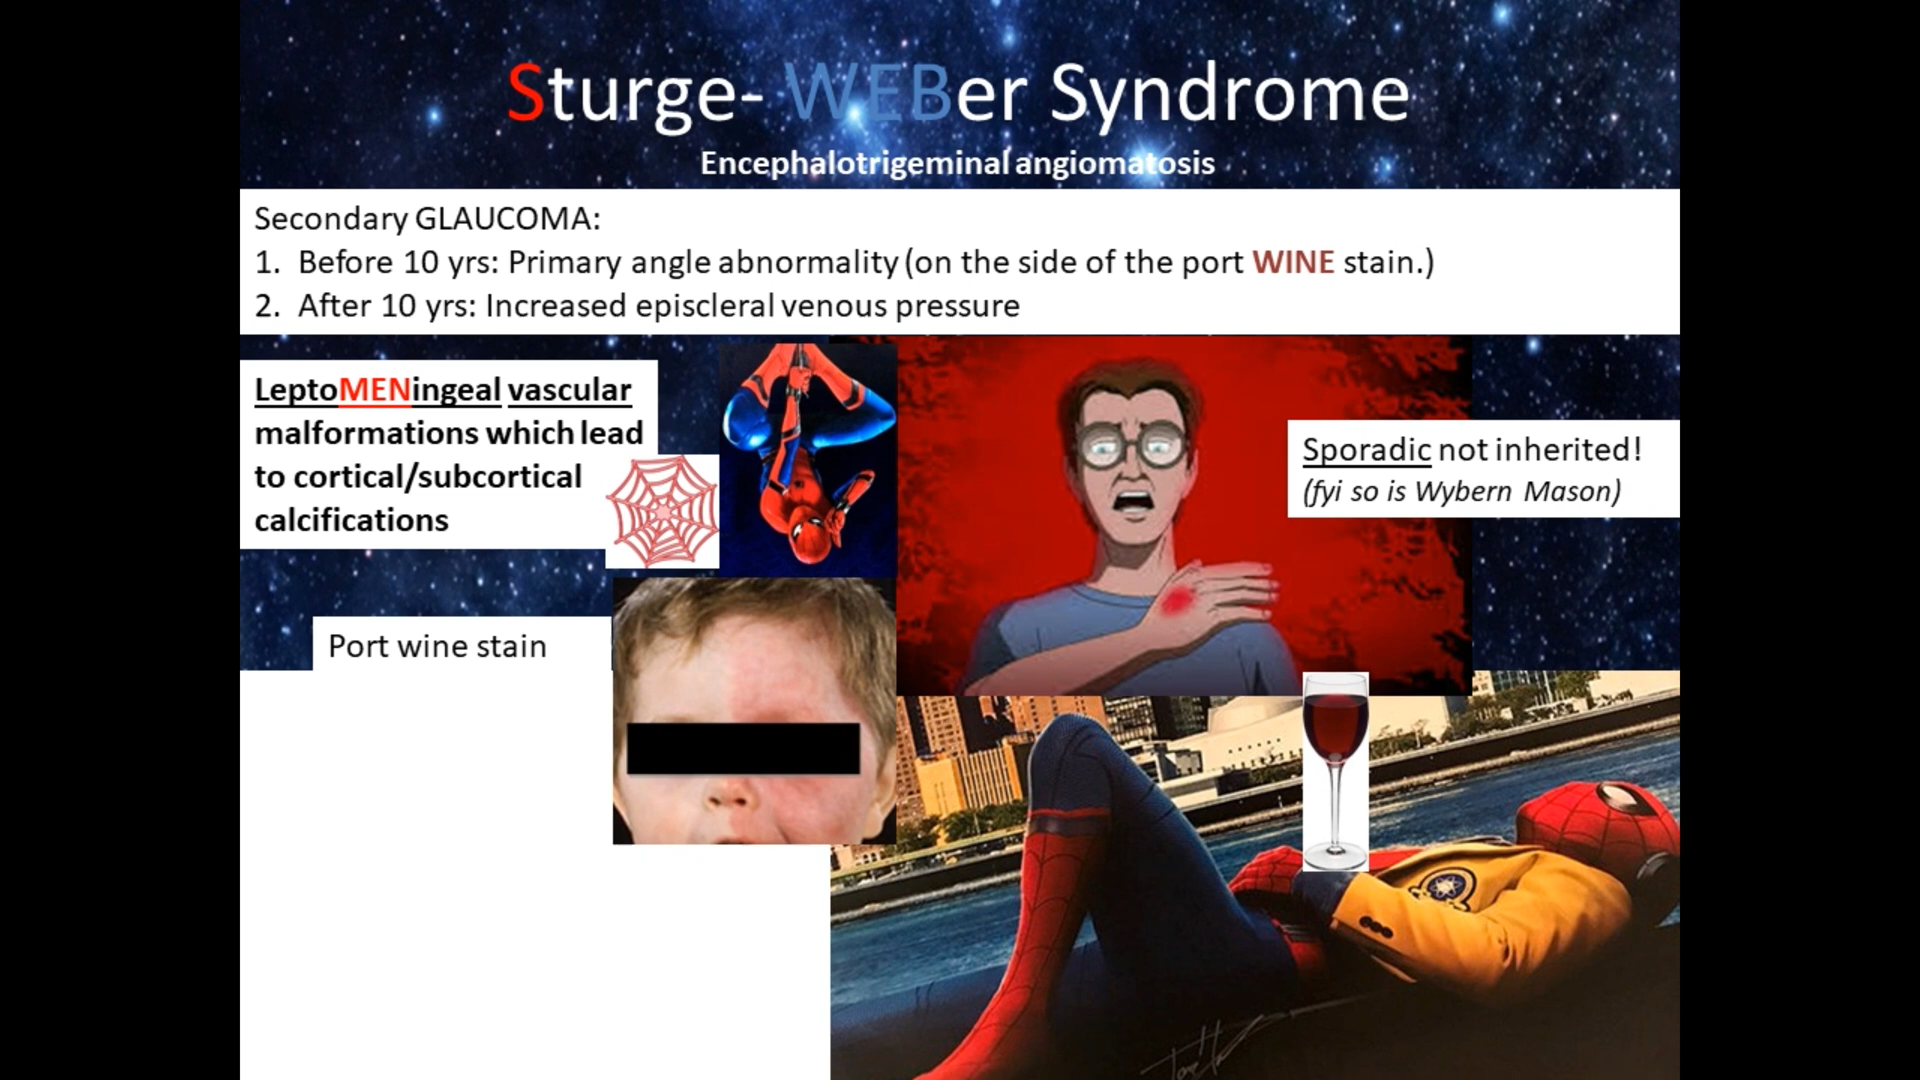 Sturge- WEBer Syndrome
Encephalotrigeminal angiomatosis
Secondary GLAUCOMA:
1. Before 10 yrs: Primary angle abnormality (on the side of the port WINE stain.)
2. After 10 yrs: Increased episcleral venous pressure
LeptoMENingeal vascular
malformations which lead
to cortical/subcortical
calcifications
Sporadic not inherited!
(fyi so is Wybern Mason)
Port wine stain